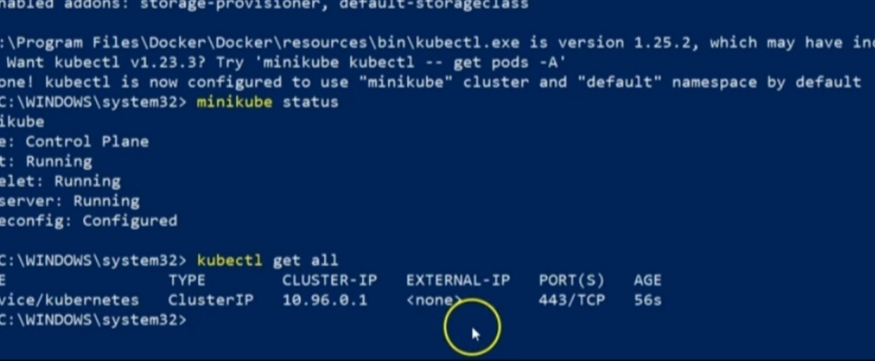 nabled addons: storage-provisioner, default-storageclass
:\Program Files\Docker\Docker\resources\bin\kubectl.exe is version 1.25.2, which may have inc
Want kubectl v1.23.3? Try 'minikube kubectl -- get pods -A'
one! kubectl is now configured to use "minikube" cluster and "default" namespace by default
C:\WINDOWS\system32> minikube status
ikube
e: Control Plane
t: Running
elet: Running
server: Running
econfig: Configured
C:\WINDOWS\system32> kubectl get all
E TYPE CLUSTER-IP EXTERNAL-IP PORT(S) AGE
vice/kubernetes ClusterIP 10.96.0.1 <none> 443/TCP 56s
C:\WINDOWS\system32>